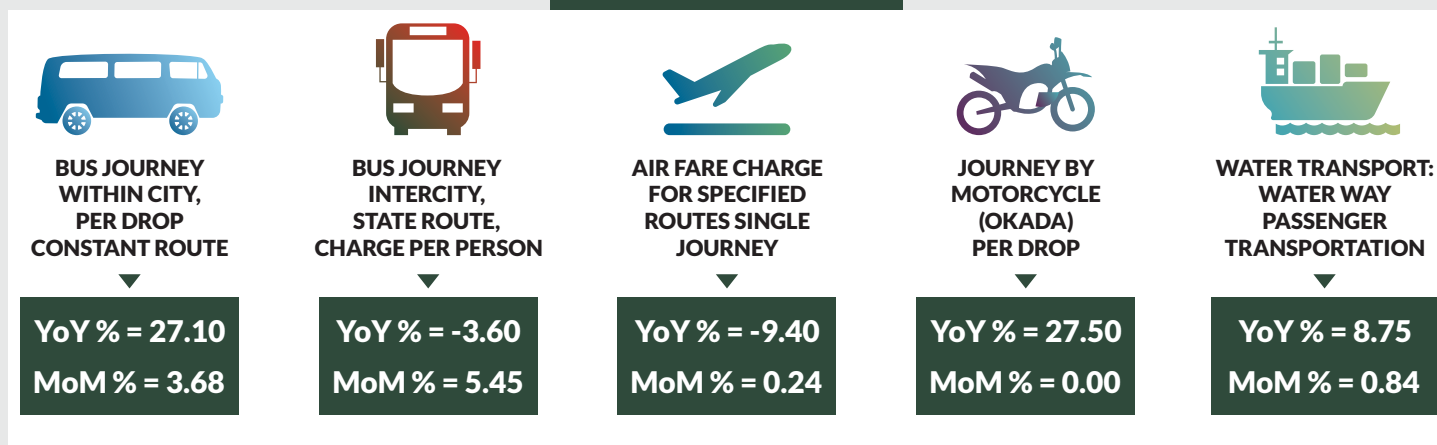 BUS JOURNEY
WITHIN CITY,
PER DROP
CONSTANT ROUTE
YoY % = 27.10
MoM % = 3.68
BUS JOURNEY
INTERCITY,
STATE ROUTE,
CHARGE PER PERSON
YoY % = -3.60
MoM % = 5.45
AIR FARE CHARGE
FOR SPECIFIED
ROUTES SINGLE
JOURNEY
YoY % = -9.40
MoM % = 0.24
JOURNEY BY
MOTORCYCLE
(OKADA)
PER DROP
YoY % = 27.50
MoM % = 0.00
WATER TRANSPORT:
WATER WAY
PASSENGER
TRANSPORTATION
YoY % = 8.75
MoM % = 0.84